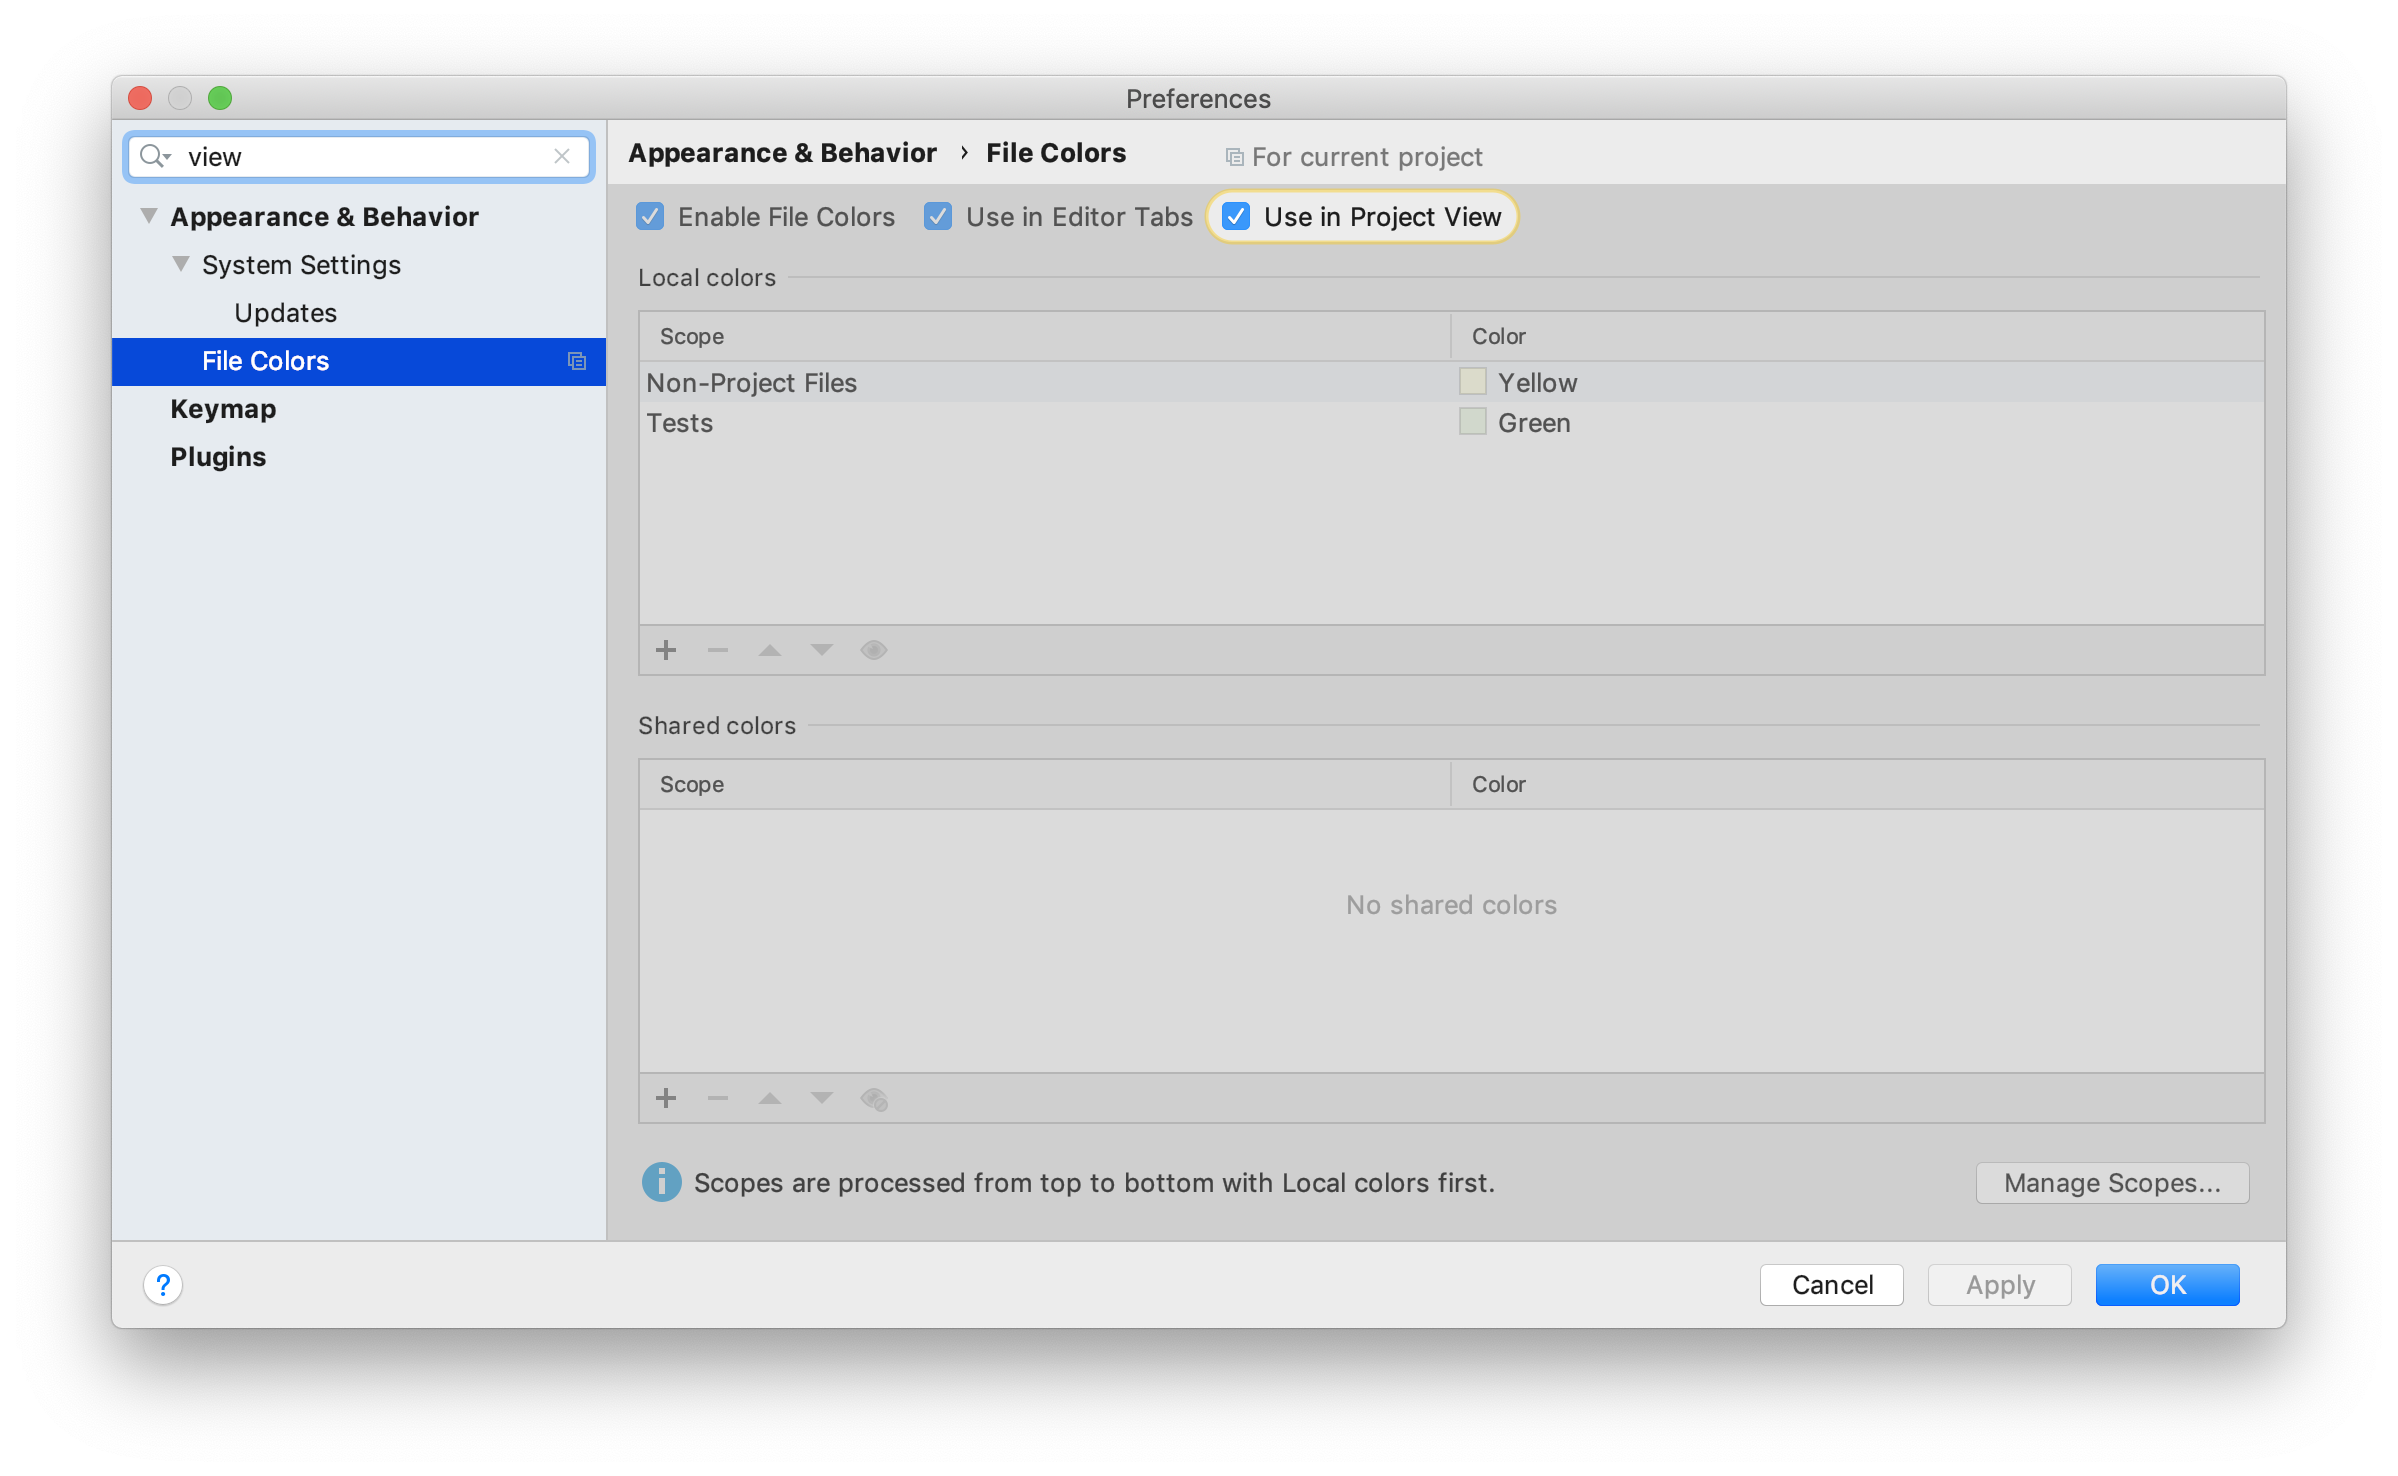 Preferences
view
Appearance & Behavior › File Colors
For current project
Appearance & Behavior
System Settings
Updates
File Colors
Keymap
Plugins
Enable File Colors
Use in Editor Tabs
Use in Project View
Local colors
Scope Color
Non-Project Files Yellow
Tests Green
Shared colors
Scope Color
No shared colors
Scopes are processed from top to bottom with Local colors first.
Manage Scopes...
?
Cancel
Apply
OK